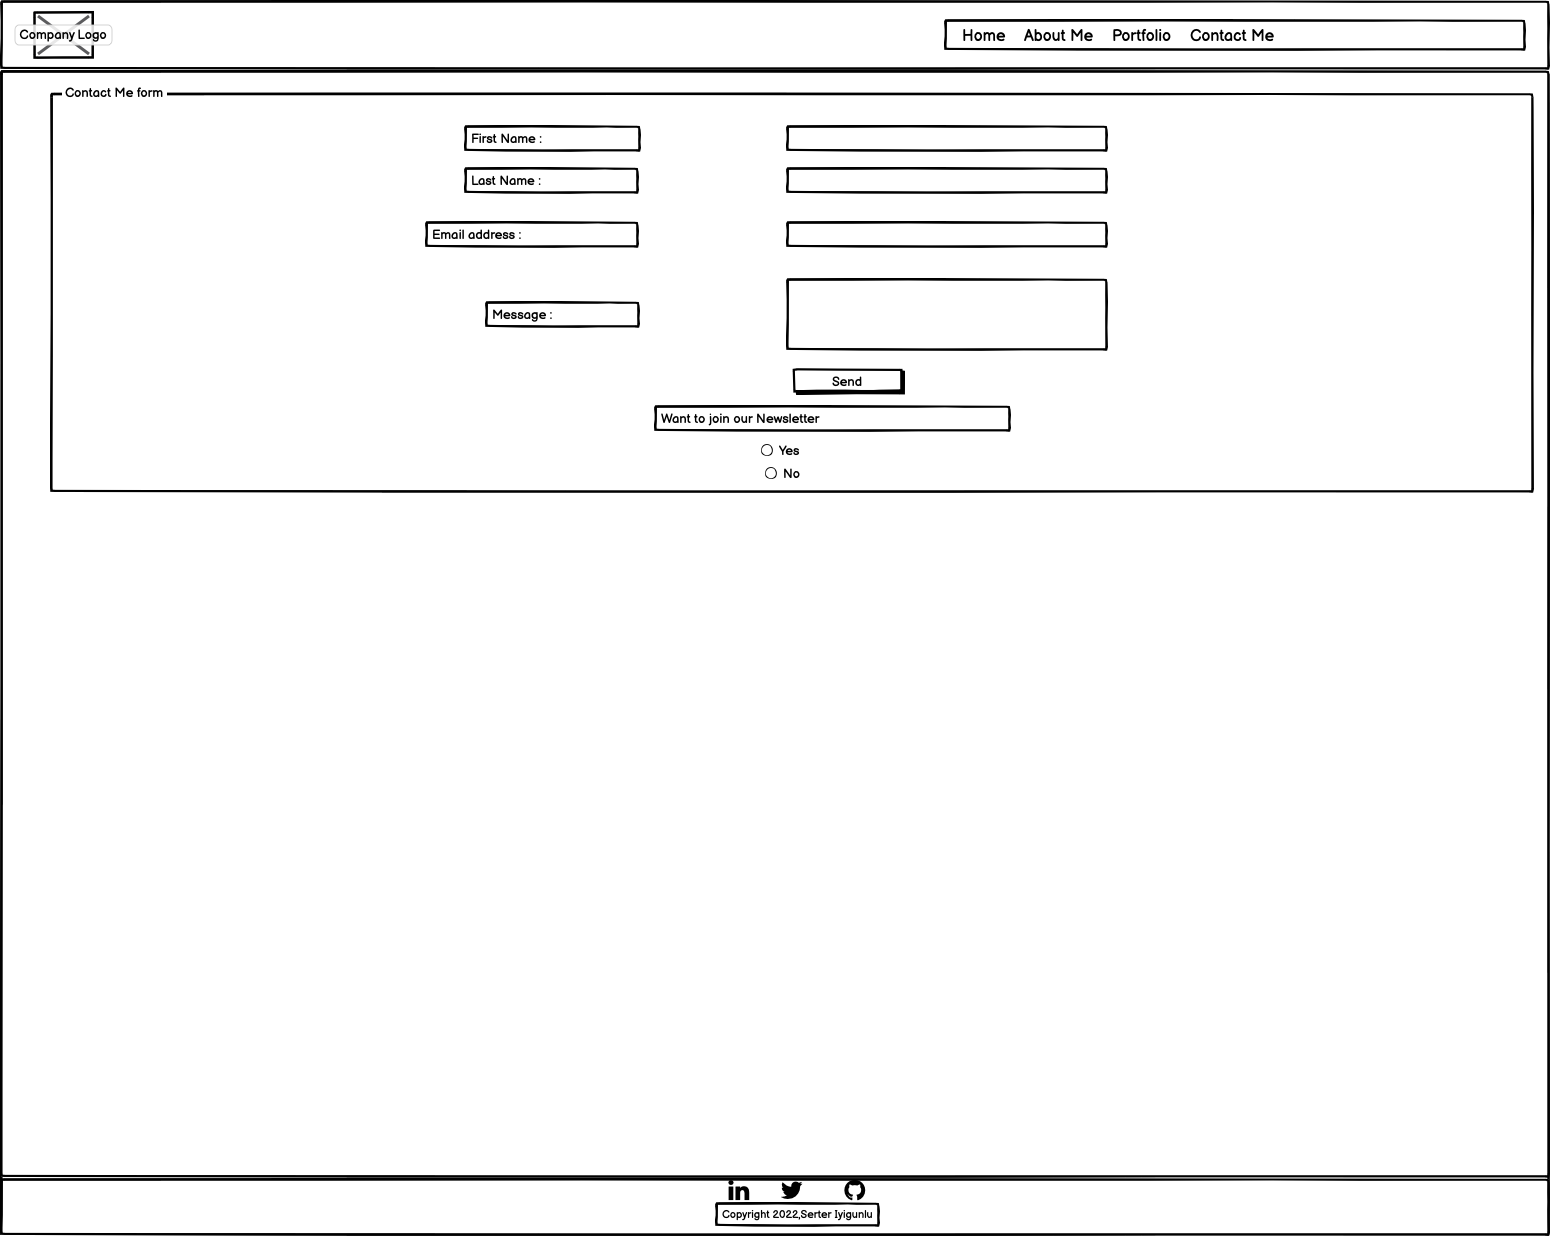 Company Logo
Home About Me Portfolio Contact Me
Contact Me form
First Name :
Last Name :
Email address :
Message :
Send
Want to join our Newsletter
Yes
No
in
Copyright 2022,Serter Iyigunlu